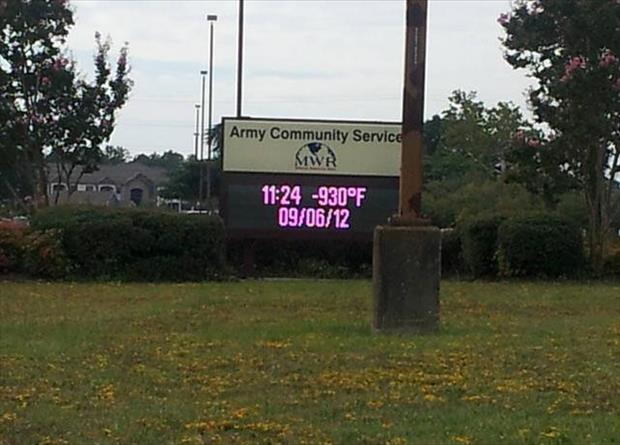 Army Community Service
MWR
11:24 -930°F
09/06/12